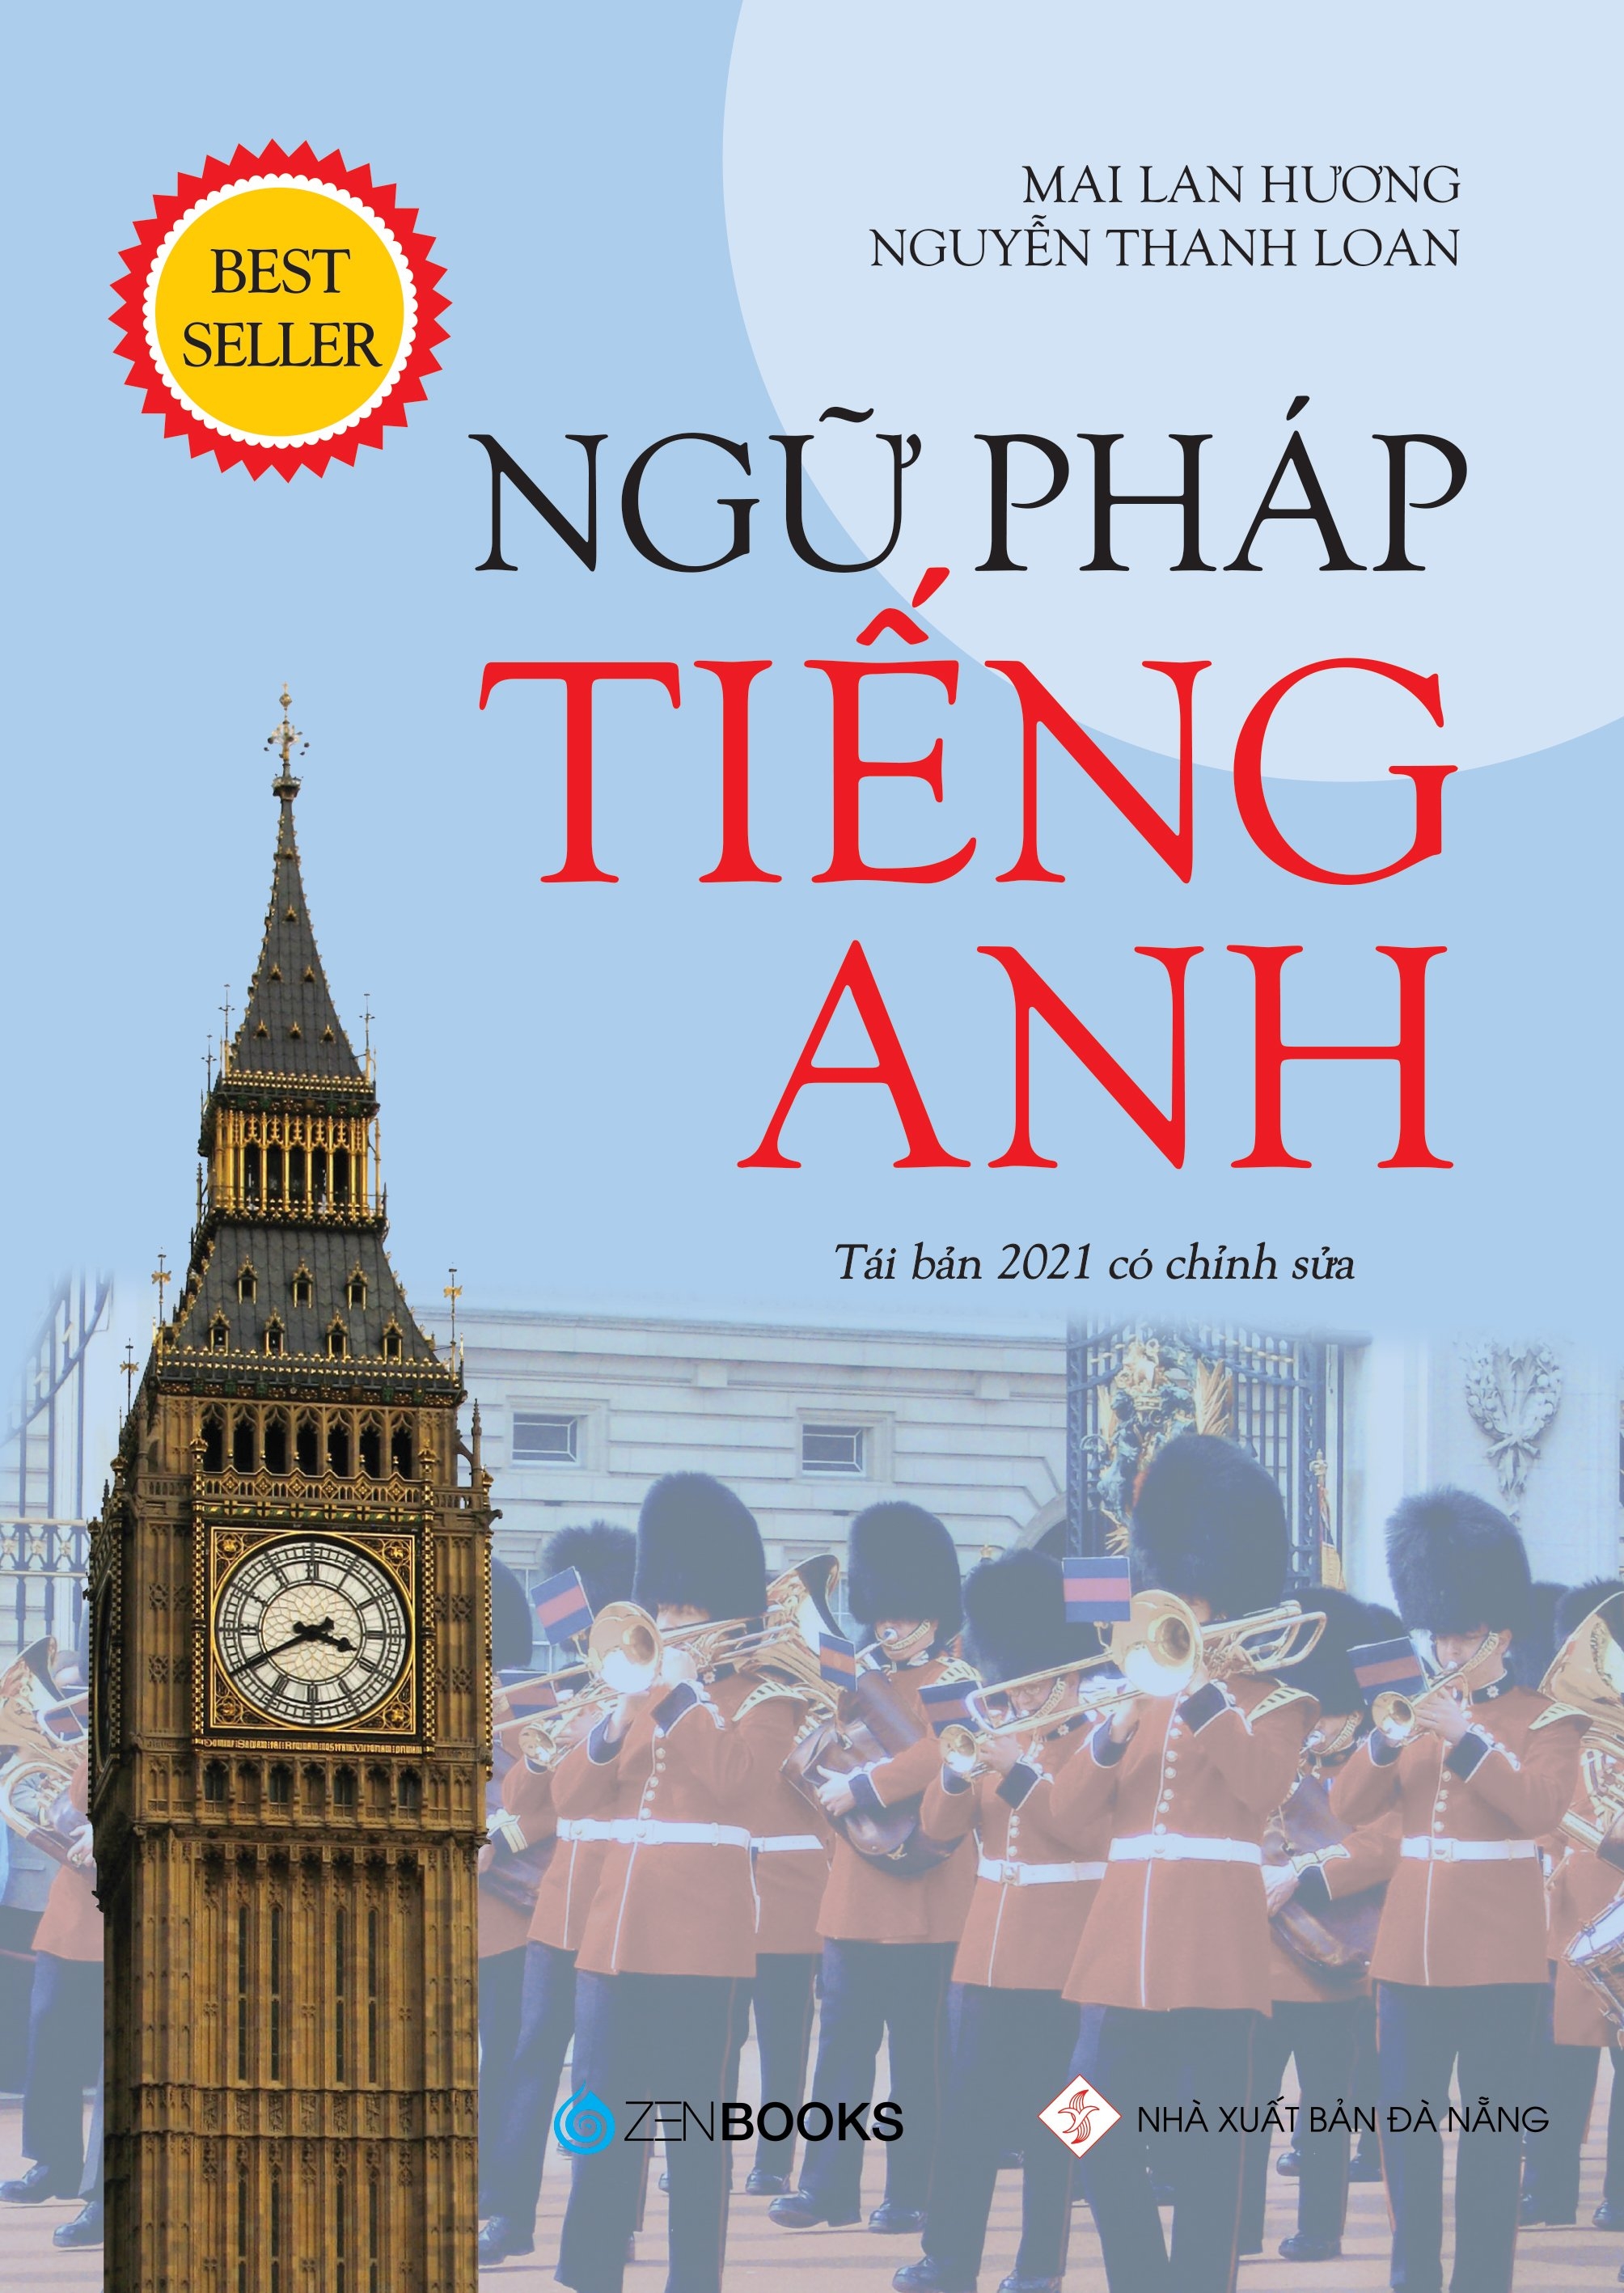 MAI LAN HƯƠNG
NGUYỄN THANH LOAN
BEST
SELLER
NGỮ PHÁP
TIẾNG
ANH
Tái bản 2021 có chỉnh sửa
ZENBOOKS
NHÀ XUẤT BẢN ĐÀ NẴNG